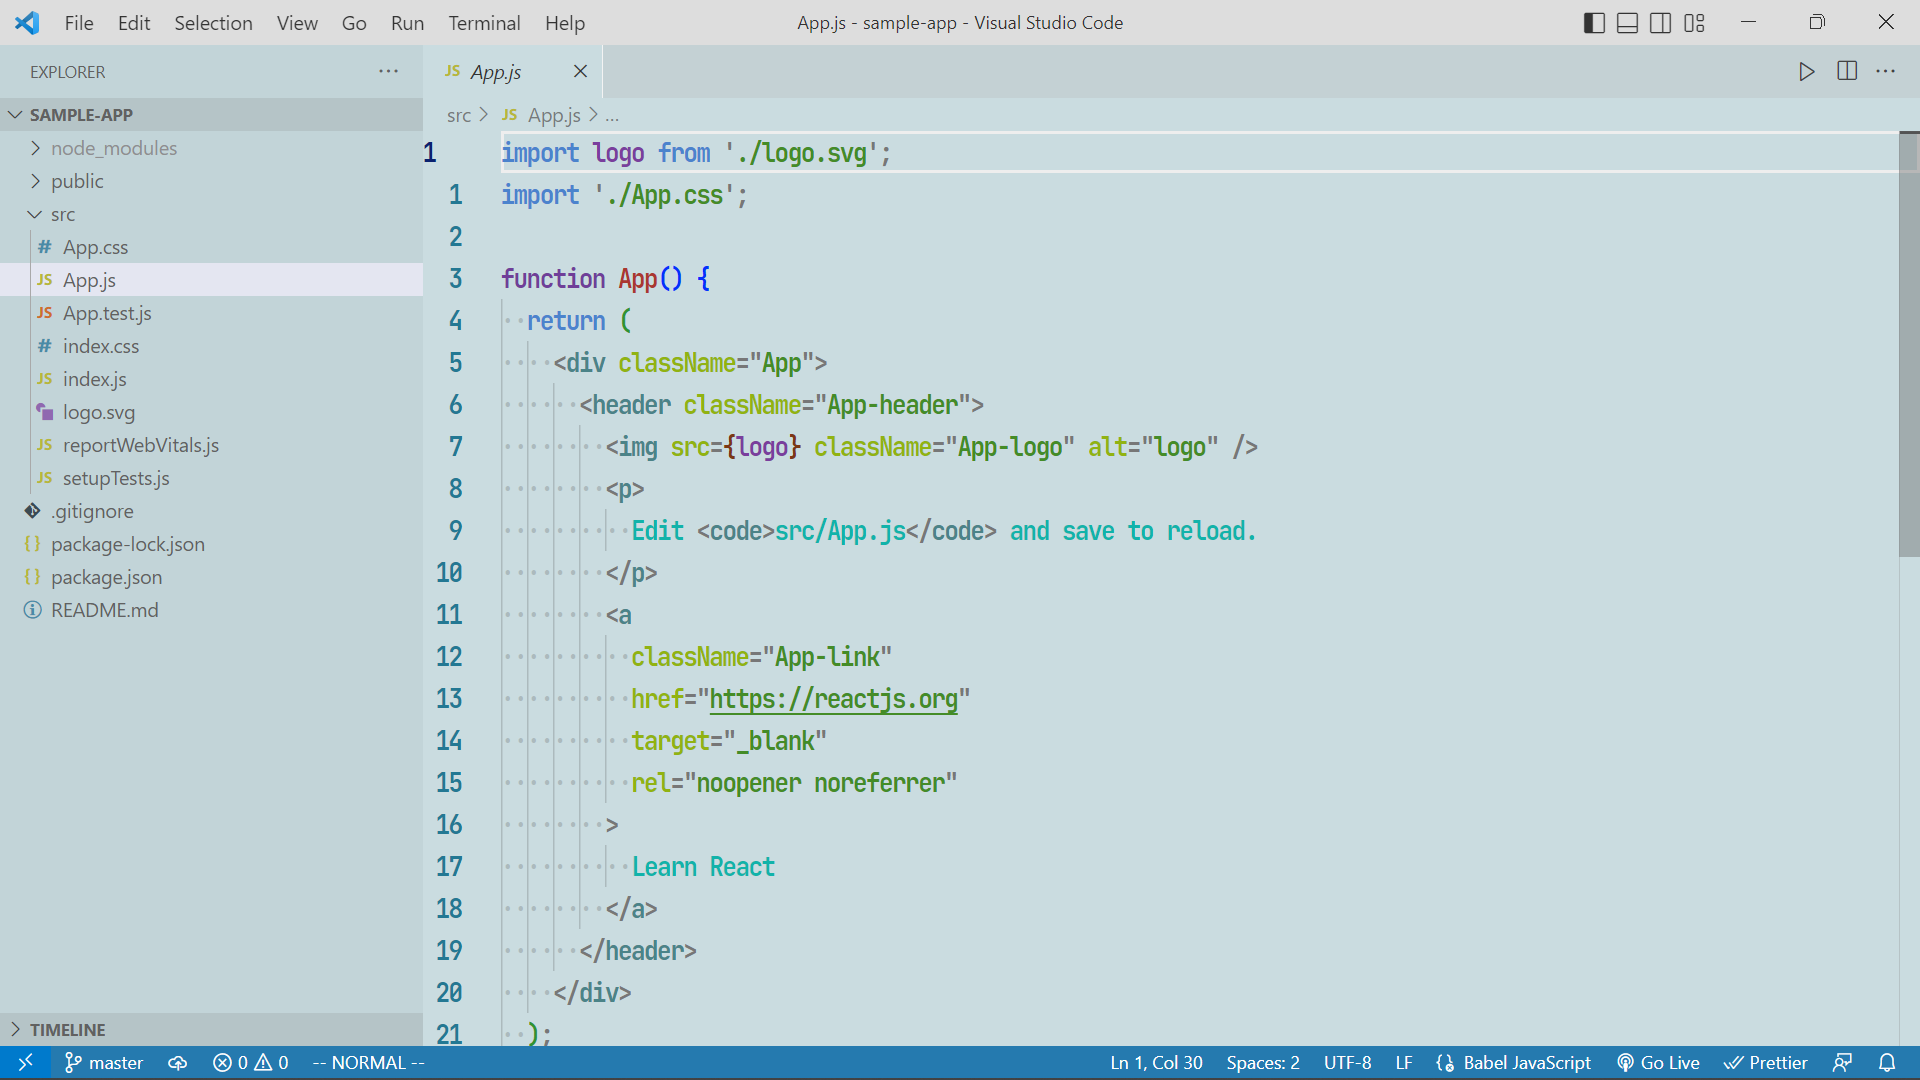 File Edit Selection View Go Run Terminal Help App.js - sample-app - Visual Studio Code
EXPLORER
SAMPLE-APP
node_modules
public
src
# App.css
JS App.js
JS App.test.js
# index.css
JS index.js
logo.svg
JS reportWebVitals.js
JS setupTests.js
.gitignore
{} package-lock.json
{} package.json
README.md
TIMELINE
JS App.js
src > JS App.js > ...
1 import logo from './logo.svg';
1 import './App.css';
2
3 function App() {
4 ··return (
5 ····<div className="App">
6 ······<header className="App-header">
7 ········<img src={logo} className="App-logo" alt="logo" />
8 ········<p>
9 ··········Edit <code>src/App.js</code> and save to reload.
10 ········</p>
11 ········<a
12 ··········className="App-link"
13 ··········href="https://reactjs.org"
14 ··········target="_blank"
15 ··········rel="noopener noreferrer"
16 ········>
17 ··········Learn React
18 ········</a>
19 ······</header>
20 ····</div>
21 ··);
master 0 0 -- NORMAL -- Ln 1, Col 30 Spaces: 2 UTF-8 LF Babel JavaScript Go Live Prettier